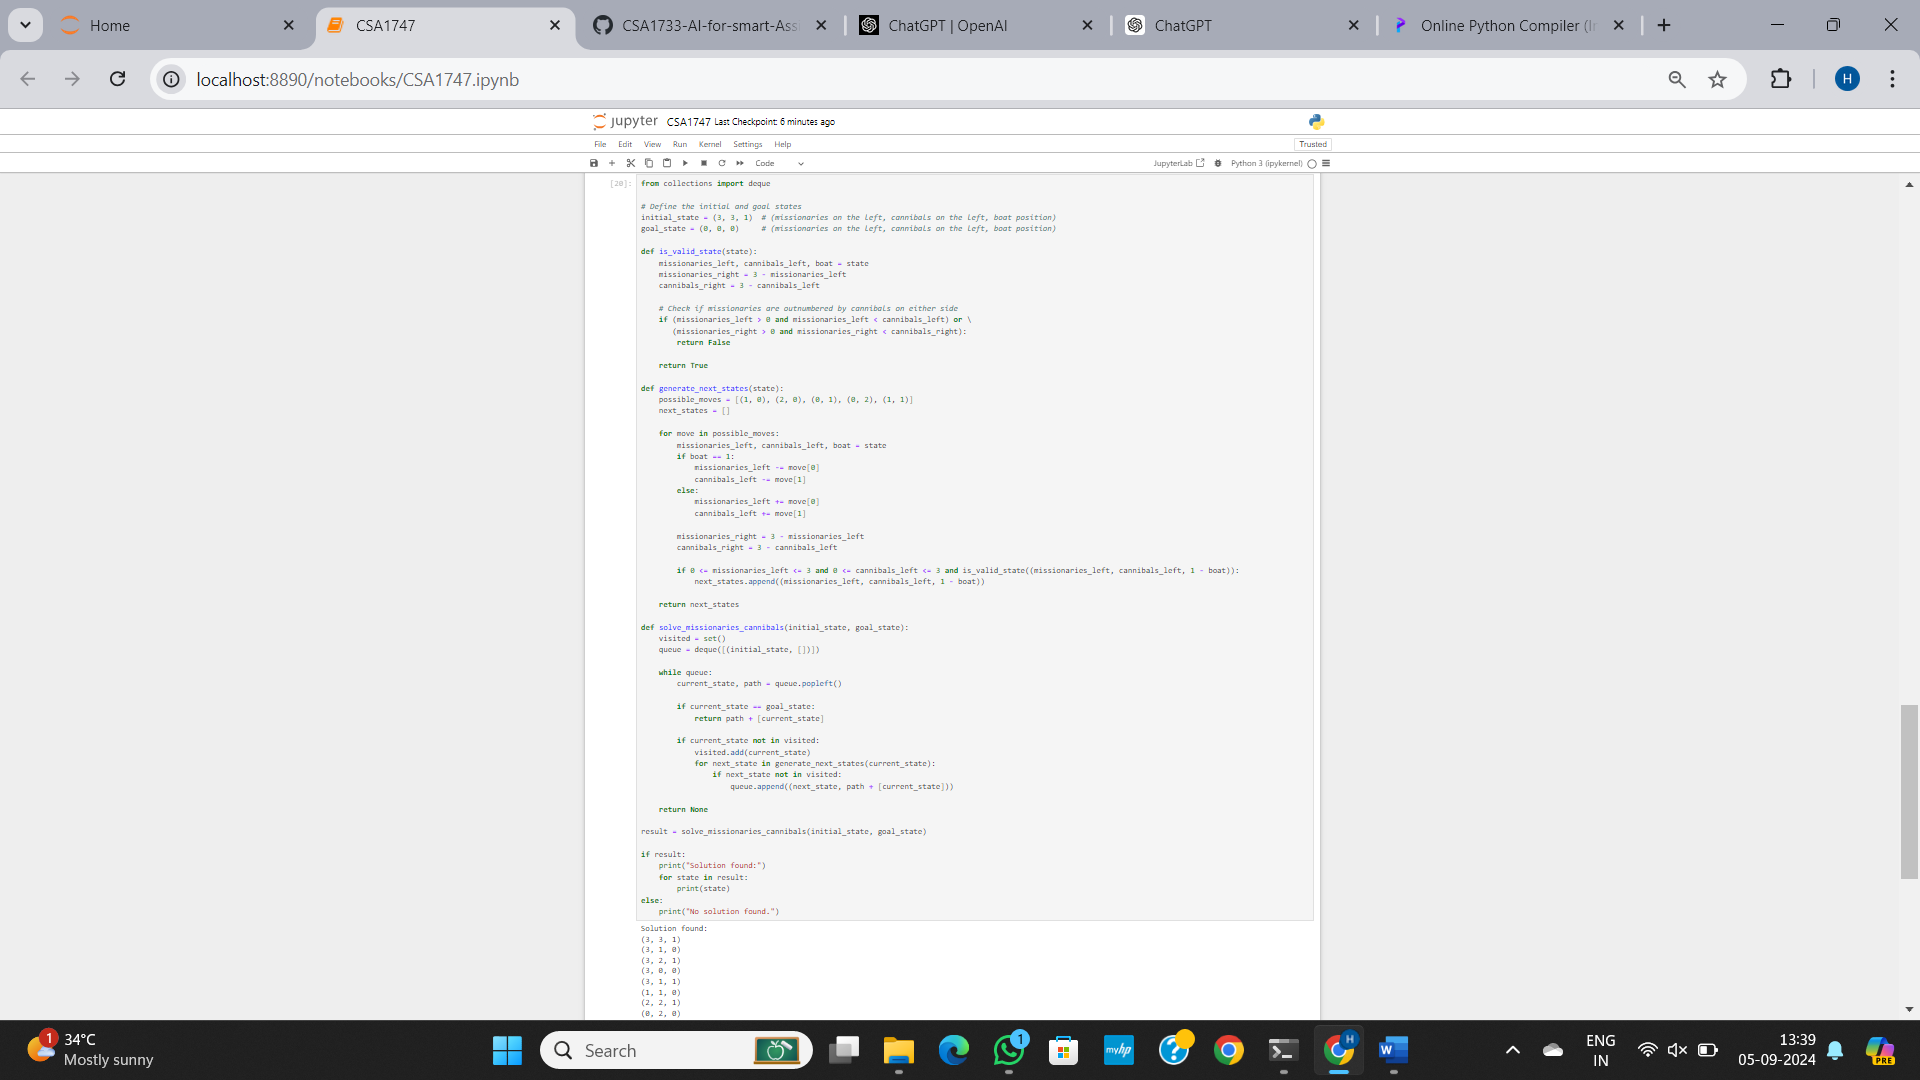 Home
CSA1747
CSA1733-AI-for-smart-Assi
ChatGPT | OpenAI
ChatGPT
Online Python Compiler (In
localhost:8890/notebooks/CSA1747.ipynb
H
jupyter CSA1747 Last Checkpoint: 6 minutes ago
File Edit View Run Kernel Settings Help
Trusted
Code
JupyterLab
Python 3 (ipykernel)
[20]:
from collections import deque
# Define the initial and goal states
initial_state = (3, 3, 1)  # (missionaries on the left, cannibals on the left, boat position)
goal_state = (0, 0, 0)     # (missionaries on the left, cannibals on the left, boat position)
def is_valid_state(state):
    missionaries_left, cannibals_left, boat = state
    missionaries_right = 3 - missionaries_left
    cannibals_right = 3 - cannibals_left
    # Check if missionaries are outnumbered by cannibals on either side
    if (missionaries_left > 0 and missionaries_left < cannibals_left) or \
       (missionaries_right > 0 and missionaries_right < cannibals_right):
        return False
    return True
def generate_next_states(state):
    possible_moves = [(1, 0), (2, 0), (0, 1), (0, 2), (1, 1)]
    next_states = []
    for move in possible_moves:
        missionaries_left, cannibals_left, boat = state
        if boat == 1:
            missionaries_left -= move[0]
            cannibals_left -= move[1]
        else:
            missionaries_left += move[0]
            cannibals_left += move[1]
        missionaries_right = 3 - missionaries_left
        cannibals_right = 3 - cannibals_left
        if 0 <= missionaries_left <= 3 and 0 <= cannibals_left <= 3 and is_valid_state((missionaries_left, cannibals_left, 1 - boat)):
            next_states.append((missionaries_left, cannibals_left, 1 - boat))
    return next_states
def solve_missionaries_cannibals(initial_state, goal_state):
    visited = set()
    queue = deque([(initial_state, [])])
    while queue:
        current_state, path = queue.popleft()
        if current_state == goal_state:
            return path + [current_state]
        if current_state not in visited:
            visited.add(current_state)
            for next_state in generate_next_states(current_state):
                if next_state not in visited:
                    queue.append((next_state, path + [current_state]))
    return None
result = solve_missionaries_cannibals(initial_state, goal_state)
if result:
    print("Solution found:")
    for state in result:
        print(state)
else:
    print("No solution found.")
Solution found:
(3, 3, 1)
(3, 1, 0)
(3, 2, 1)
(3, 0, 0)
(3, 1, 1)
(1, 1, 0)
(2, 2, 1)
(0, 2, 0)
1
34°C
Mostly sunny
Search
1
myhp
H
ENG
IN
13:39
05-09-2024
PRE